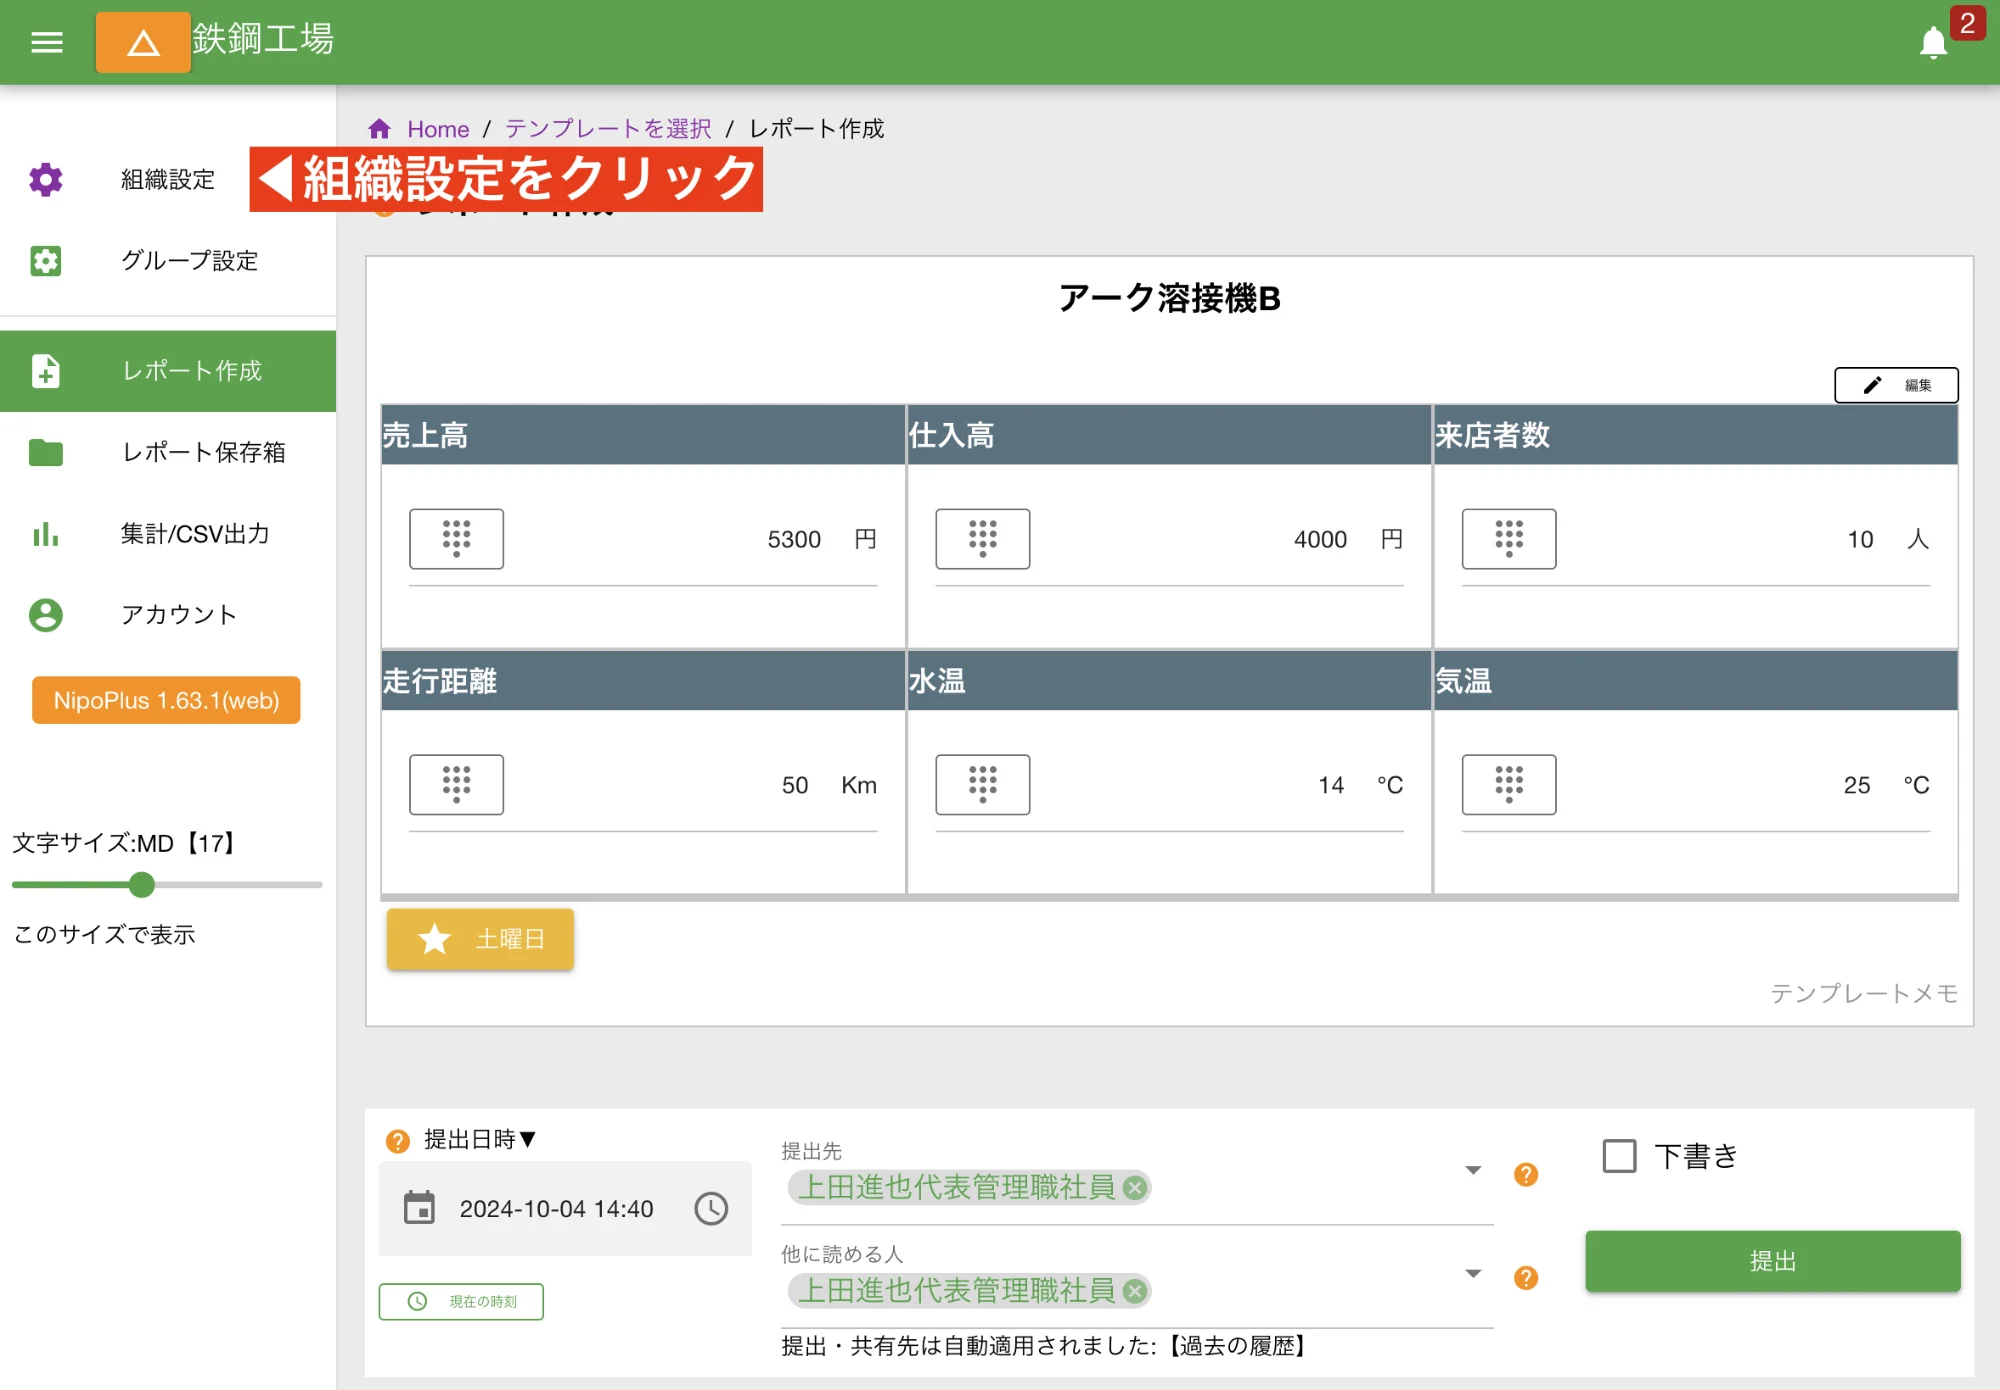 鉄鋼工場
2
Home / テンプレートを選択 / レポート作成
組織設定
◀組織設定をクリック
グループ設定
アーク溶接機B
レポート作成
編集
売上高
仕入高
来店者数
レポート保存箱
集計/CSV出力
5300 円
4000 円
10 人
アカウント
走行距離
水温
気温
NipoPlus 1.63.1(web)
50 Km
14 °C
25 °C
文字サイズ:MD【17】
このサイズで表示
土曜日
テンプレートメモ
提出日時▼
2024-10-04 14:40
現在の時刻
提出先
上田進也代表管理職社員
他に読める人
上田進也代表管理職社員
提出・共有先は自動適用されました:【過去の履歴】
下書き
提出